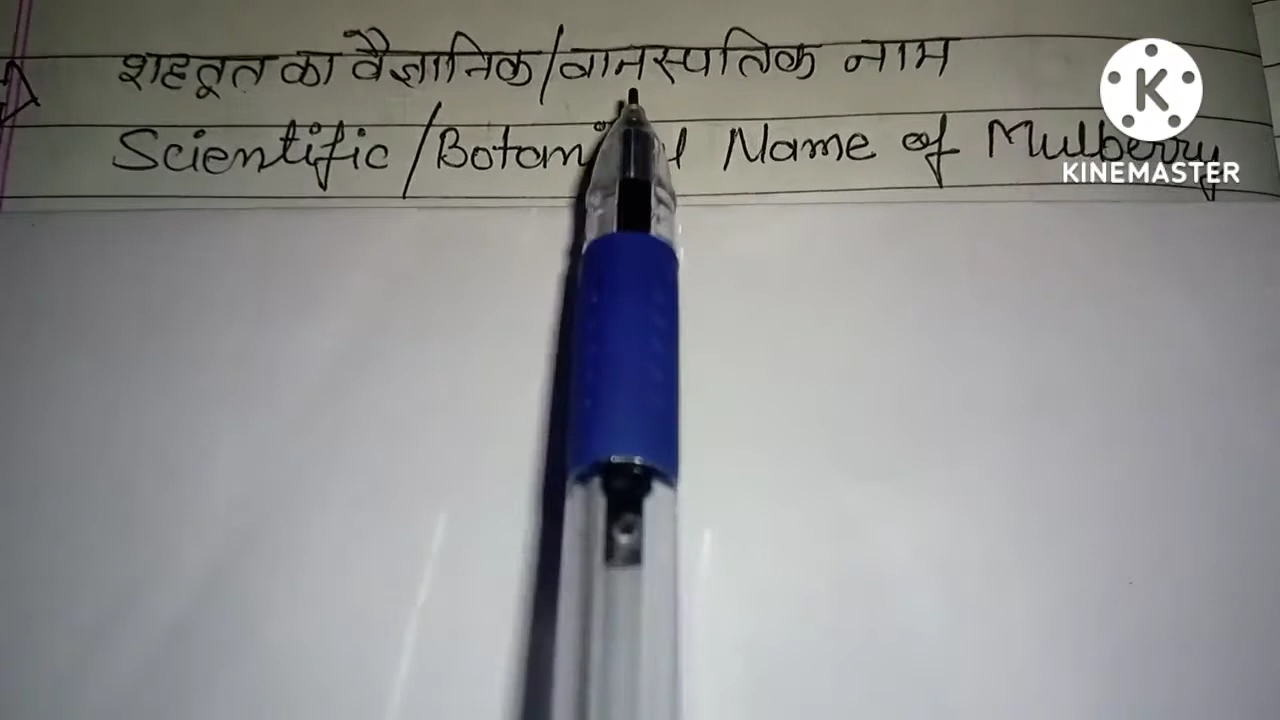 शहतूत का वैज्ञानिक/वानस्पतिक नाम
Scientific/ Name of Mulberry
K
KINEMASTER